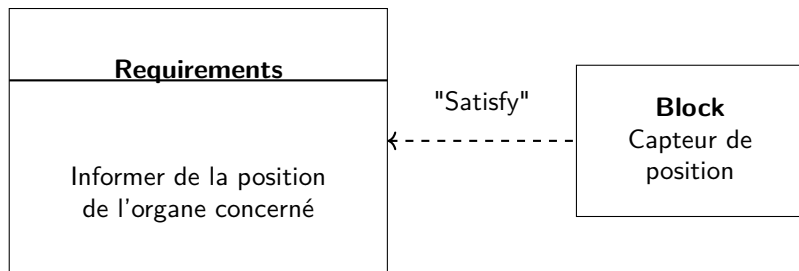 Requirements
Informer de la position
de l'organe concerné
"Satisfy"
Block
Capteur de
position